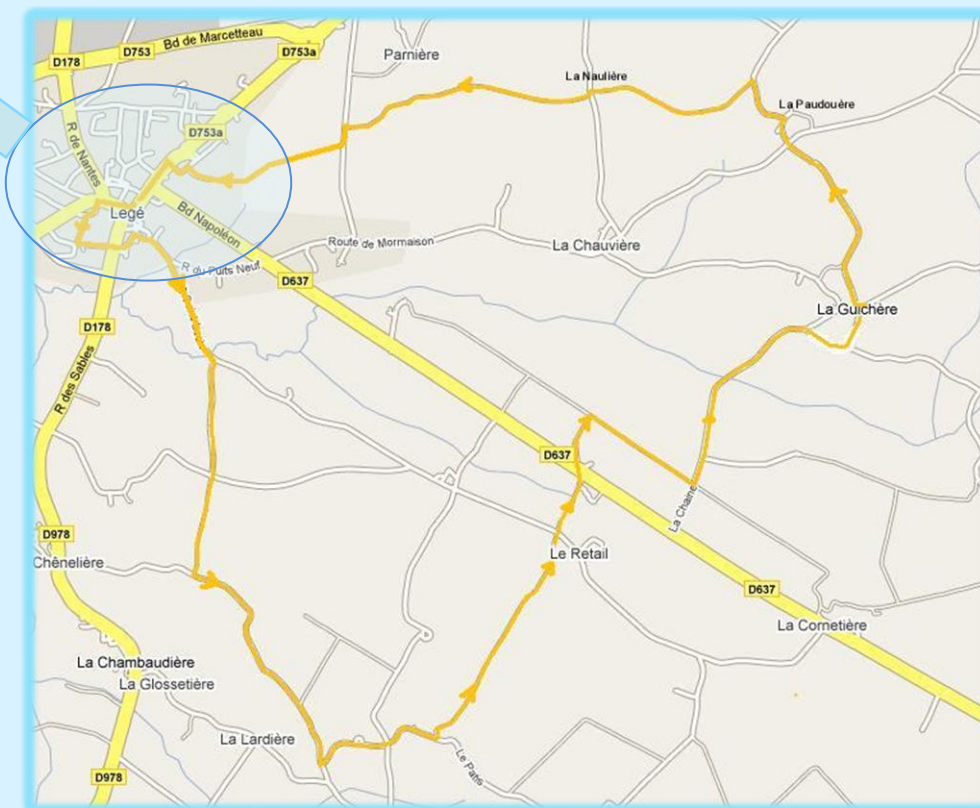 D178
D753
Bd de Marcetteau
D753a
Parnière
La Naulière
La Paudouère
R de Nantes
D753a
Legé
Bd Napoléon
Route de Mormaison
La Chauvière
R du Puits Neuf
D637
La Guichère
D178
R des Sables
D637
La Chaine
D978
Chênelière
Le Retail
D637
La Cornetière
La Chambaudière
La Glossetière
La Lardière
Le Patis
D978